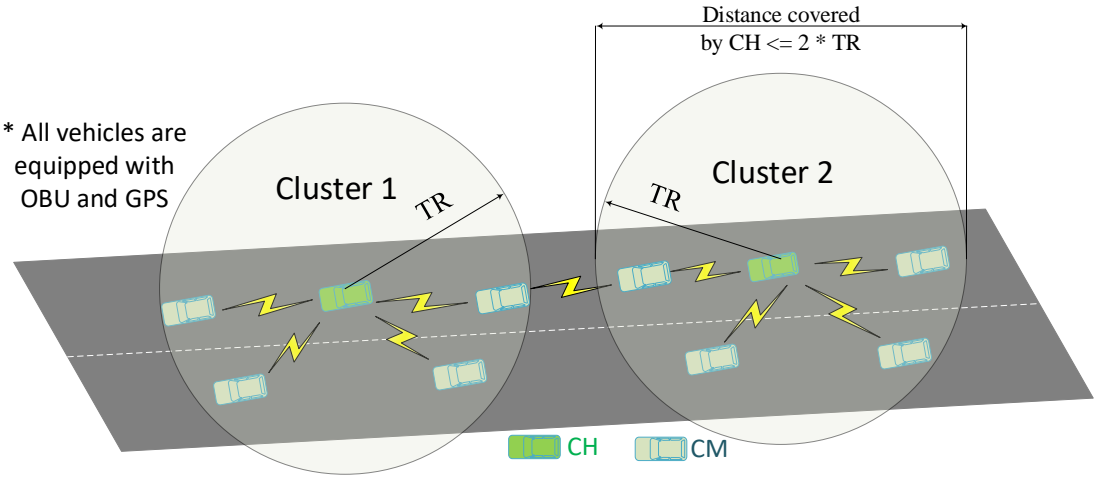 Distance covered
by CH <= 2 * TR
* All vehicles are
equipped with
OBU and GPS
Cluster 1
TR
Cluster 2
TR
CH
CM